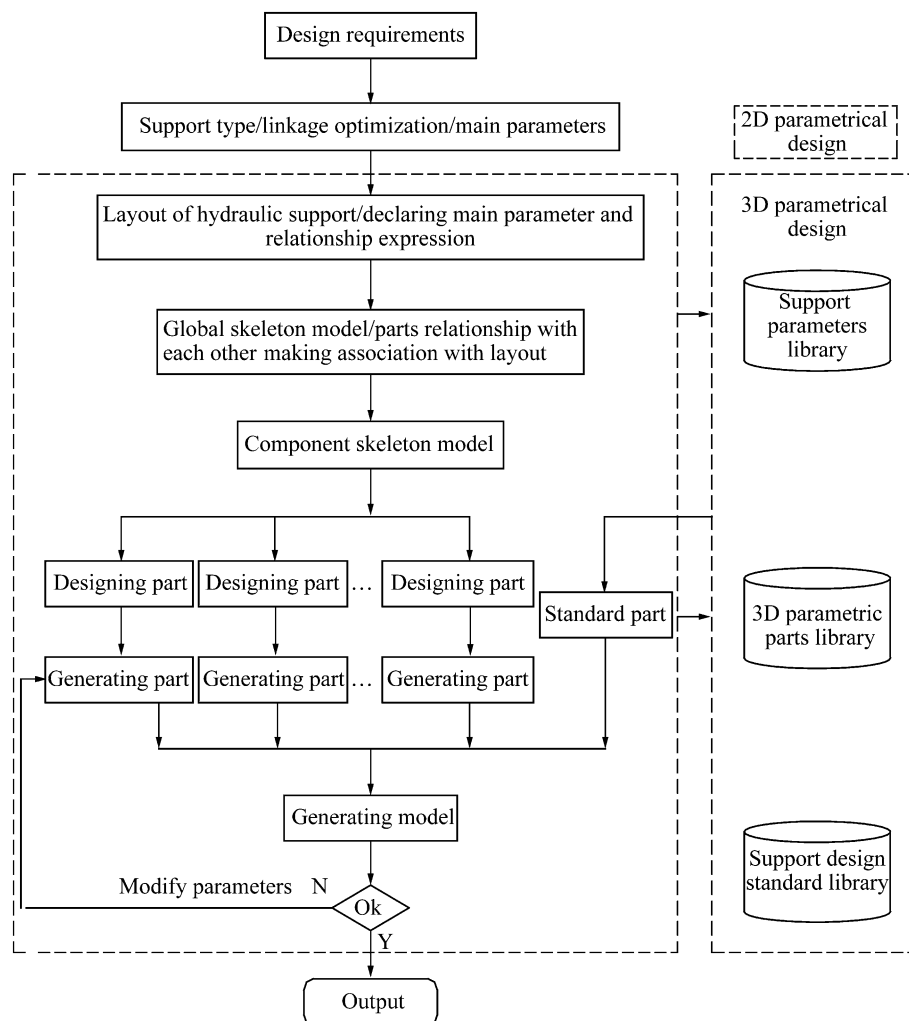 Design requirements
Support type/linkage optimization/main parameters
2D parametrical
design
Layout of hydraulic support/declaring main parameter and
relationship expression
3D parametrical
design
Global skeleton model/parts relationship with
each other making association with layout
Support
parameters
library
Component skeleton model
Designing part
Designing part
...
Designing part
Standard part
3D parametric
parts library
Generating part
Generating part
...
Generating part
Generating model
Support design
standard library
Modify parameters N
Ok
Y
Output